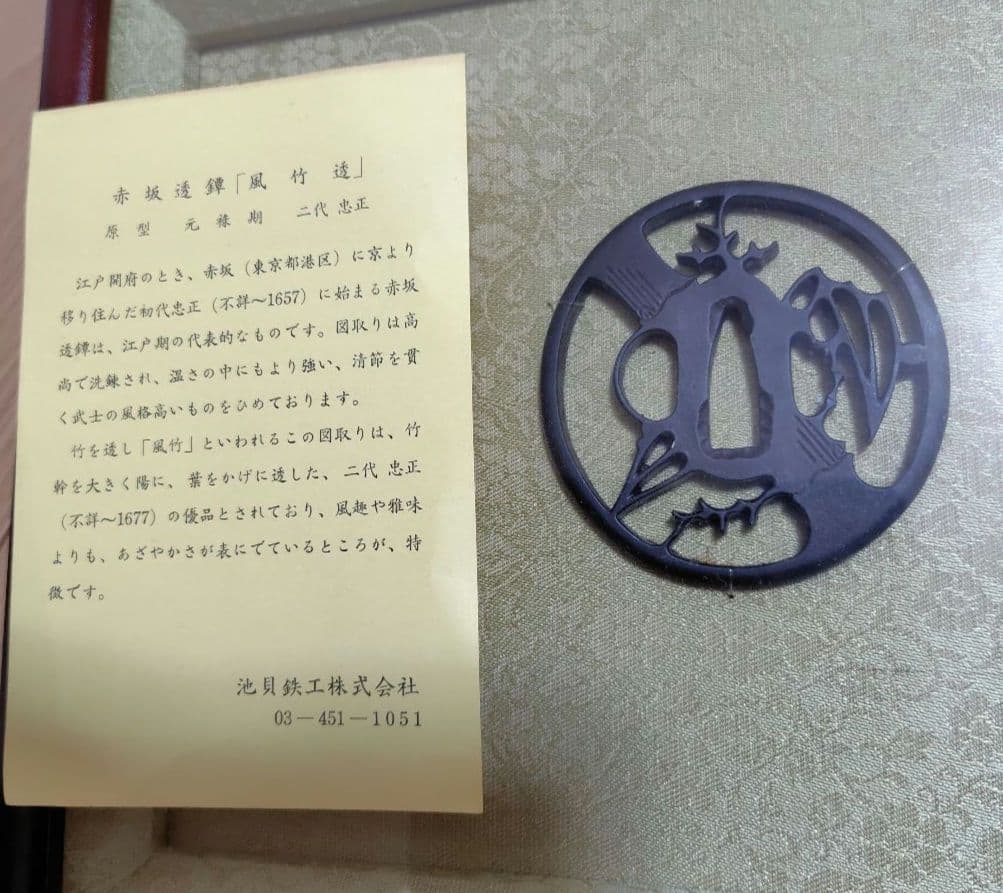 赤坂透鐔「風竹透」
原型 元禄期 二代 忠正
江戸開府のとき、赤坂（東京都港区）に京より
移り住んだ初代忠正（不詳〜1657）に始まる赤坂
透鐔は、江戸期の代表的なものです。図取りは高
尚で洗錬され、温さの中にもより強い、清節を貫
く武士の風格高いものをひめております。
竹を透し「風竹」といわれるこの図取りは、竹
幹を大きく陽に、葉をかげに透した、二代 忠正
（不詳〜1677）の優品とされており、風趣や雅味
よりも、あざやかさが表にでているところが、特
徴です。
池貝鉄工株式会社
03－451－1051